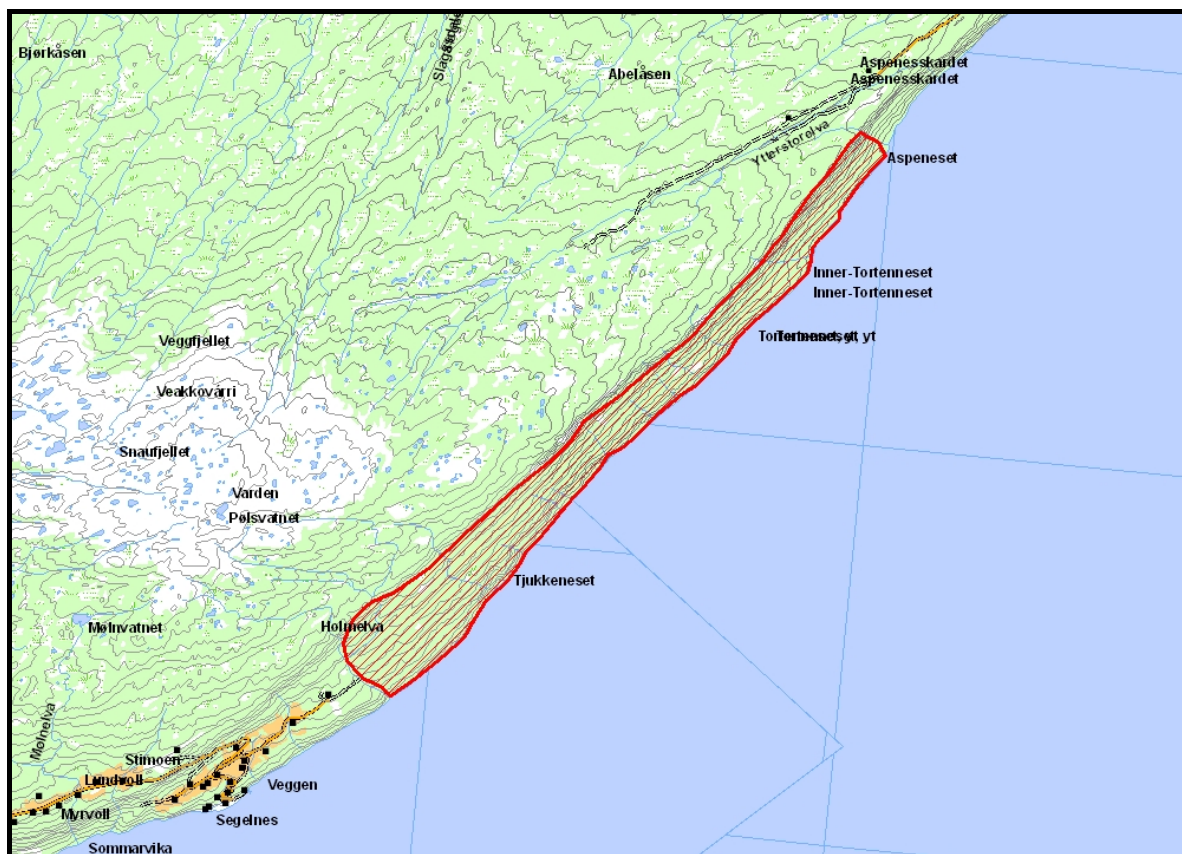 Bjørkåsen
Abelåsen
Aspenesskardet
Aspenesskardet
Ytterstorelva
Aspeneset
Inner-Tortenneset
Inner-Tortenneset
Veggfjellet
Veakkovárri
Snaufjellet
Varden
Pølsvatnet
Tjukkeneset
Mølnvatnet
Holmelva
Mølnelva
Stimoen
Lundvoll
Veggen
Myrvoll
Segelnes
Sommarvika